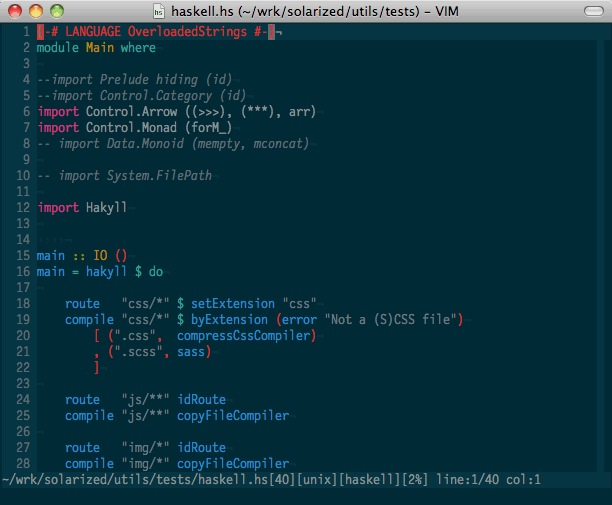 haskell.hs (~/wrk/solarized/utils/tests) – VIM
1 {-# LANGUAGE OverloadedStrings #-}¬
2 module Main where
3
4 --import Prelude hiding (id)
5 --import Control.Category (id)
6 import Control.Arrow ((>>>), (***), arr)
7 import Control.Monad (forM_)
8 -- import Data.Monoid (mempty, mconcat)
9
10 -- import System.FilePath
11
12 import Hakyll
13
14
15 main :: IO ()
16 main = hakyll $ do
17
18     route   "css/*" $ setExtension "css"
19     compile "css/*" $ byExtension (error "Not a (S)CSS file")
20         [ (".css",  compressCssCompiler)
21         , (".scss", sass)
22         ]
23
24     route   "js/**" idRoute
25     compile "js/**" copyFileCompiler
26
27     route   "img/*" idRoute
28     compile "img/*" copyFileCompiler
~/wrk/solarized/utils/tests/haskell.hs[40][unix][haskell][2%] line:1/40 col:1